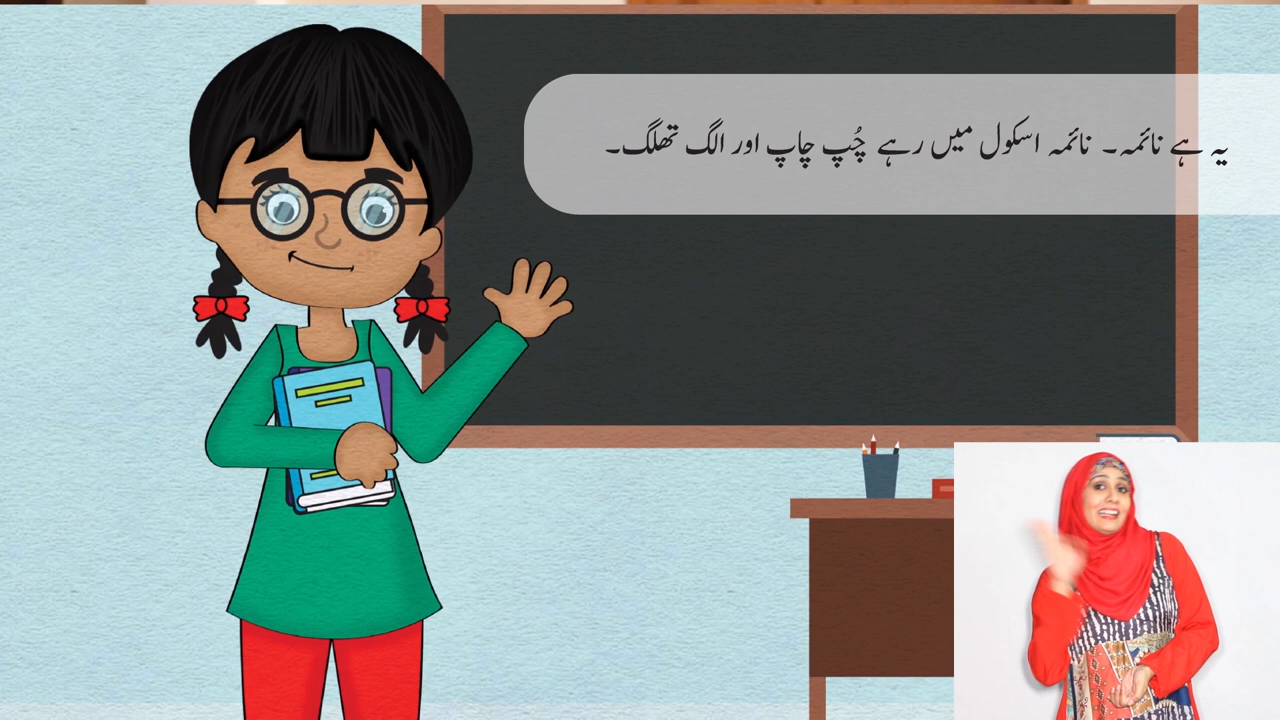 یہ ہے نائمہ۔ نائمہ اسکول میں رہے چُپ چاپ اور الگ تھلگ۔